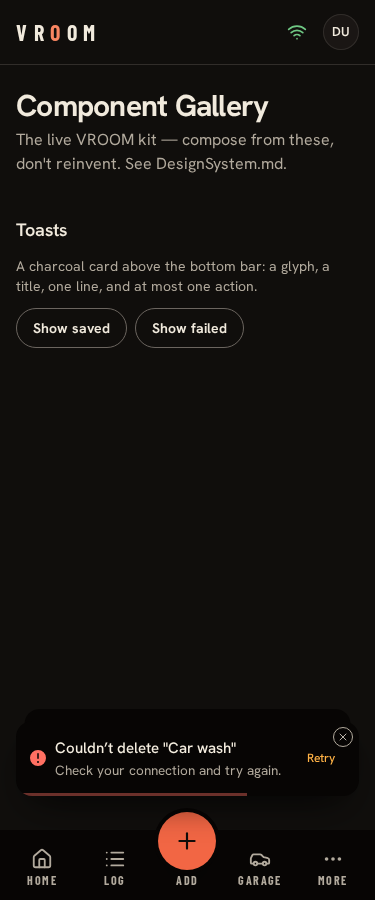 VROOM
DU
Component Gallery
The live VROOM kit — compose from these,
don't reinvent. See DesignSystem.md.
Toasts
A charcoal card above the bottom bar: a glyph, a
title, one line, and at most one action.
Show saved
Show failed
Couldn’t delete "Car wash"
Check your connection and try again.
Retry
HOME
LOG
ADD
GARAGE
MORE